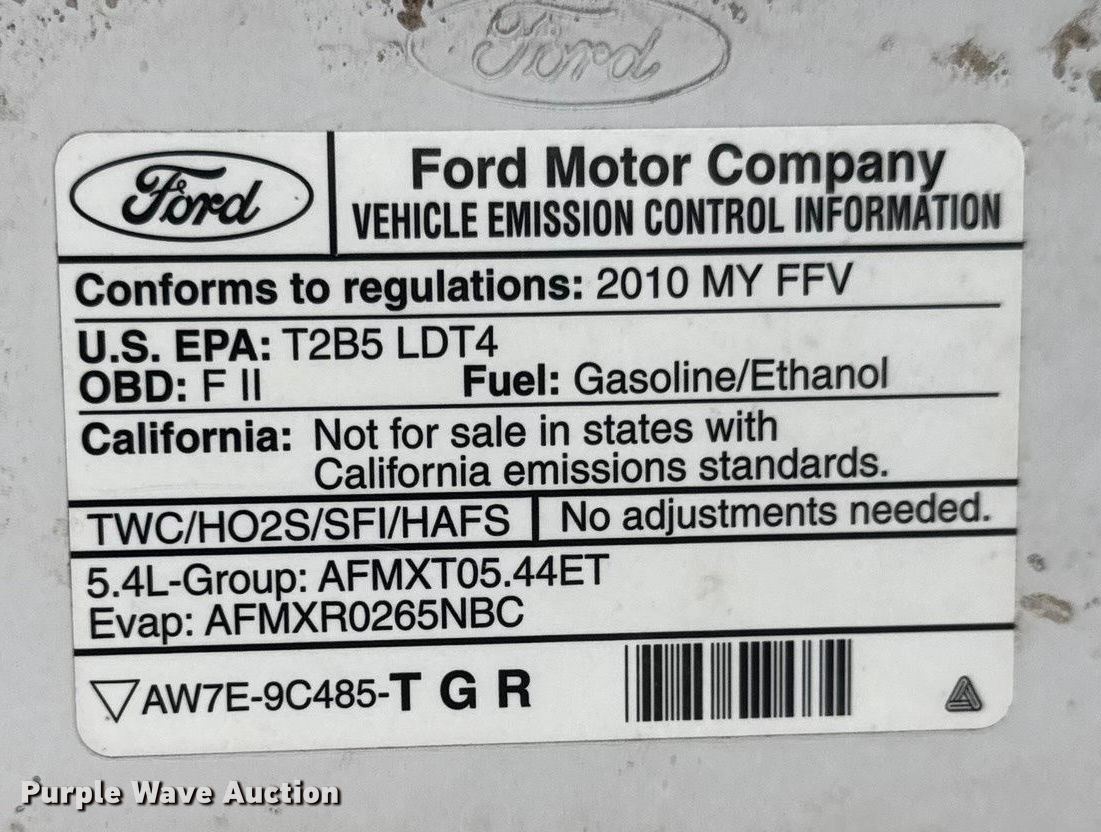 Ford
Ford
Ford Motor Company
VEHICLE EMISSION CONTROL INFORMATION
Conforms to regulations: 2010 MY FFV
U.S. EPA: T2B5 LDT4
OBD: F II Fuel: Gasoline/Ethanol
California: Not for sale in states with
California emissions standards.
TWC/HO2S/SFI/HAFS No adjustments needed.
5.4L-Group: AFMXT05.44ET
Evap: AFMXR0265NBC
AW7E-9C485-T G R
Purple Wave Auction